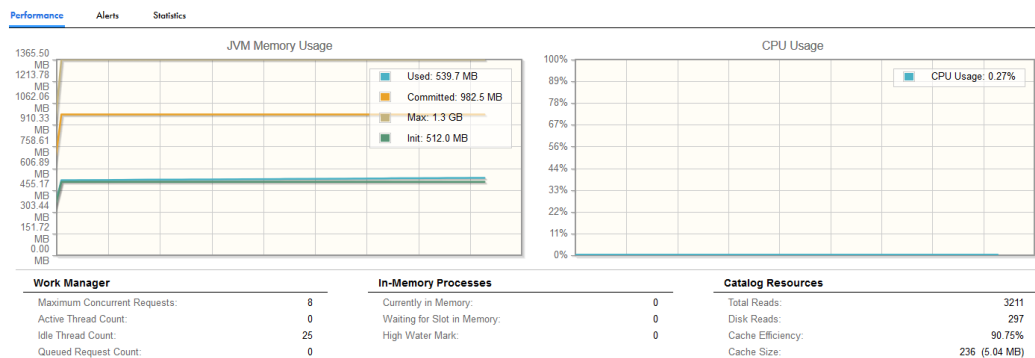 Performance Alerts Statistics
JVM Memory Usage
1365.50
MB
1213.78
MB
1062.06
MB
910.33
MB
758.61
MB
606.89
MB
455.17
MB
303.44
MB
151.72
MB
0.00
MB
Used: 539.7 MB
Committed: 982.5 MB
Max: 1.3 GB
Init: 512.0 MB
CPU Usage
100%
89%
78%
67%
56%
44%
33%
22%
11%
0%
CPU Usage: 0.27%
Work Manager
Maximum Concurrent Requests: 8
Active Thread Count: 0
Idle Thread Count: 25
Queued Request Count: 0
In-Memory Processes
Currently in Memory: 0
Waiting for Slot in Memory: 0
High Water Mark: 0
Catalog Resources
Total Reads: 3211
Disk Reads: 297
Cache Efficiency: 90.75%
Cache Size: 236 (5.04 MB)